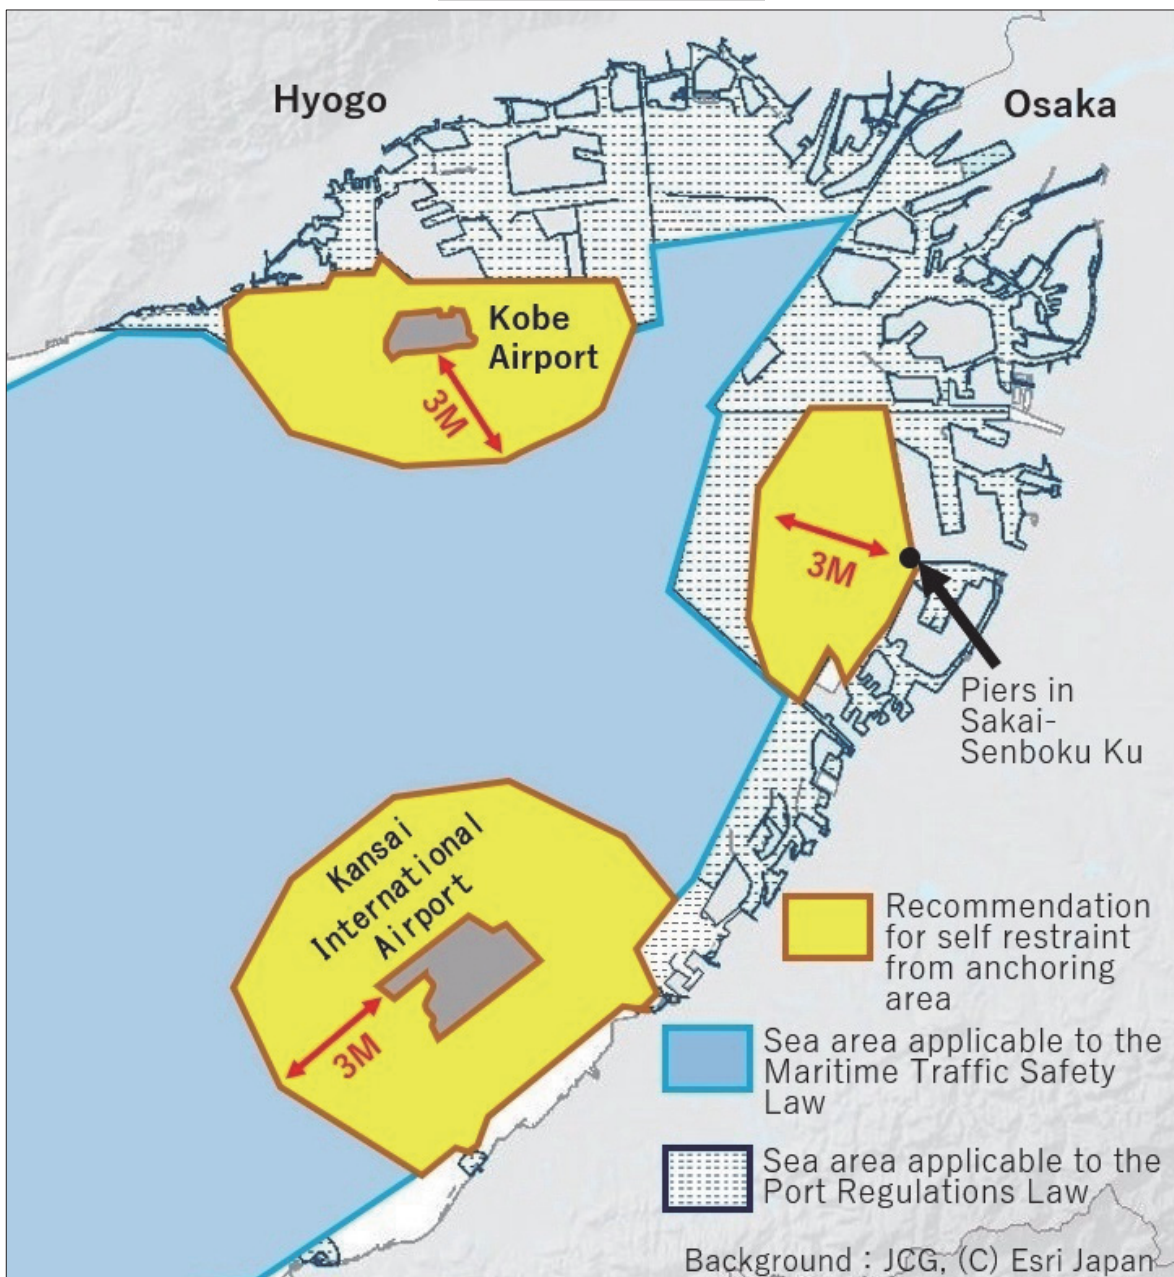 Hyogo
Osaka
Kobe
Airport
3M
3M
Piers in
Sakai-
Senboku Ku
Kansai
International
Airport
3M
Recommendation
for self restraint
from anchoring
area
Sea area applicable to the
Maritime Traffic Safety
Law
Sea area applicable to the
Port Regulations Law
Background : JCG, (C) Esri Japan